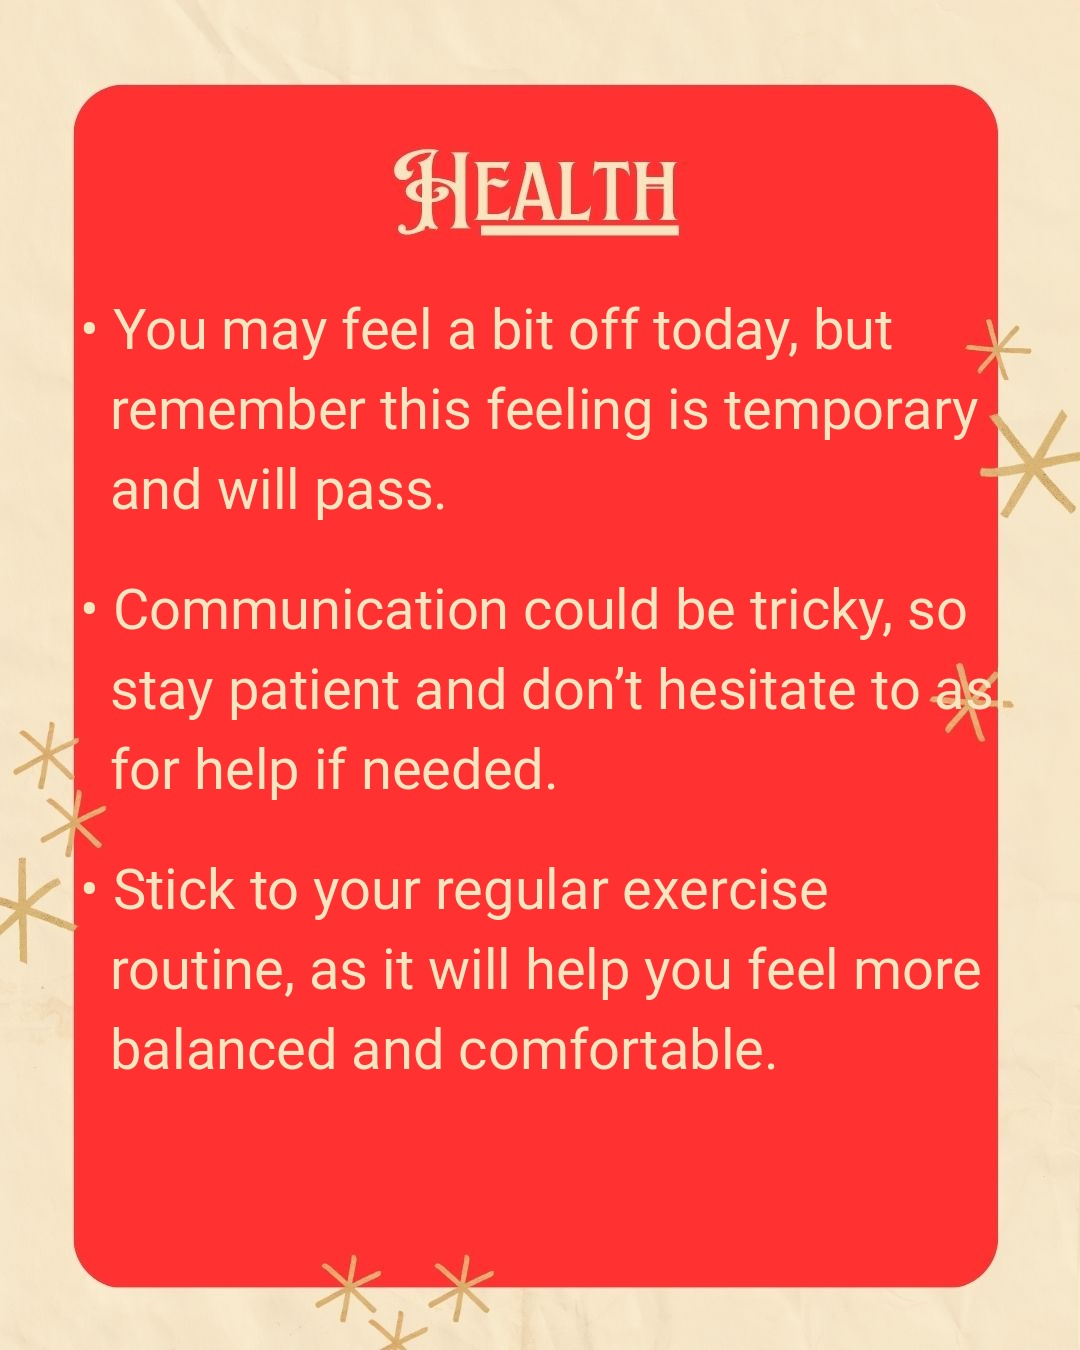 Health
• You may feel a bit off today, but
remember this feeling is temporary
and will pass.
• Communication could be tricky, so
stay patient and don’t hesitate to
for help if needed.
• Stick to your regular exercise
routine, as it will help you feel more
balanced and comfortable.